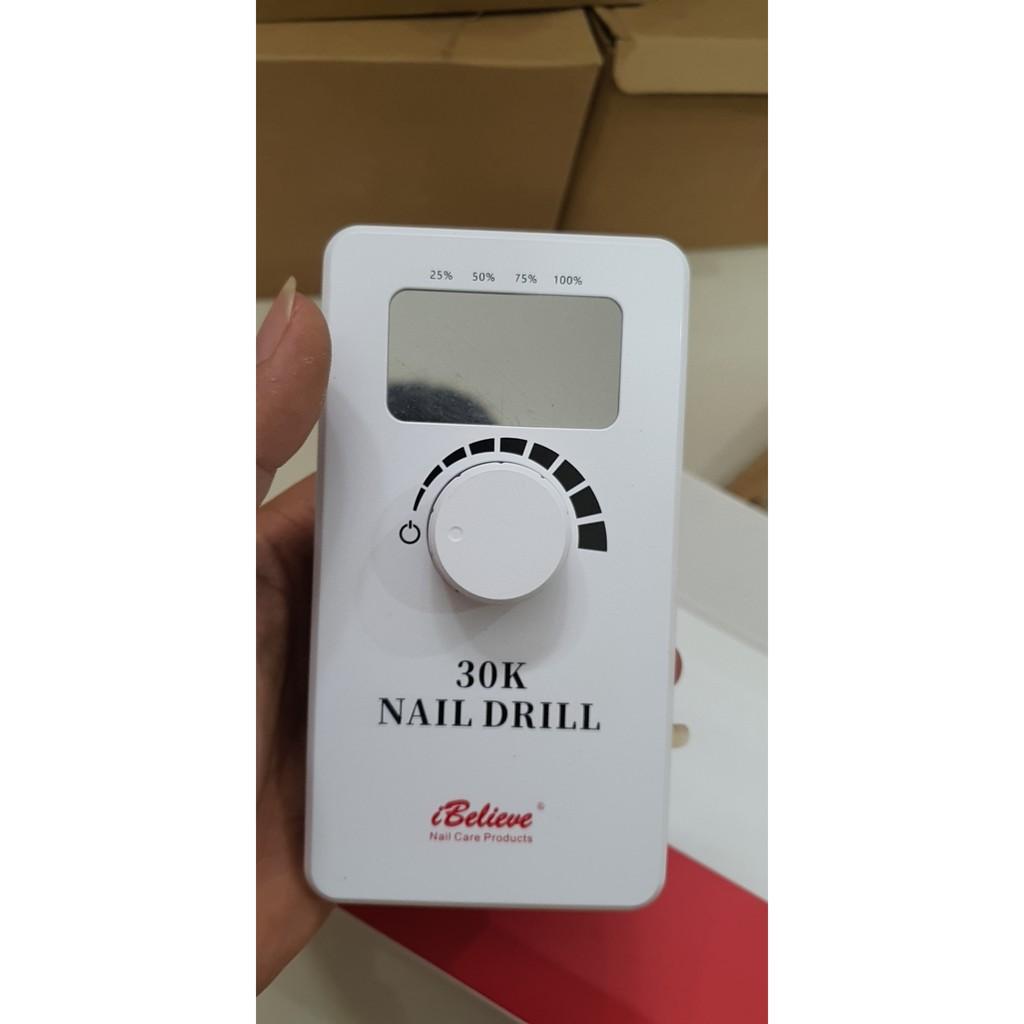 25% 50% 75% 100%
30K
NAIL DRILL
iBelieve©
Nail Care Products